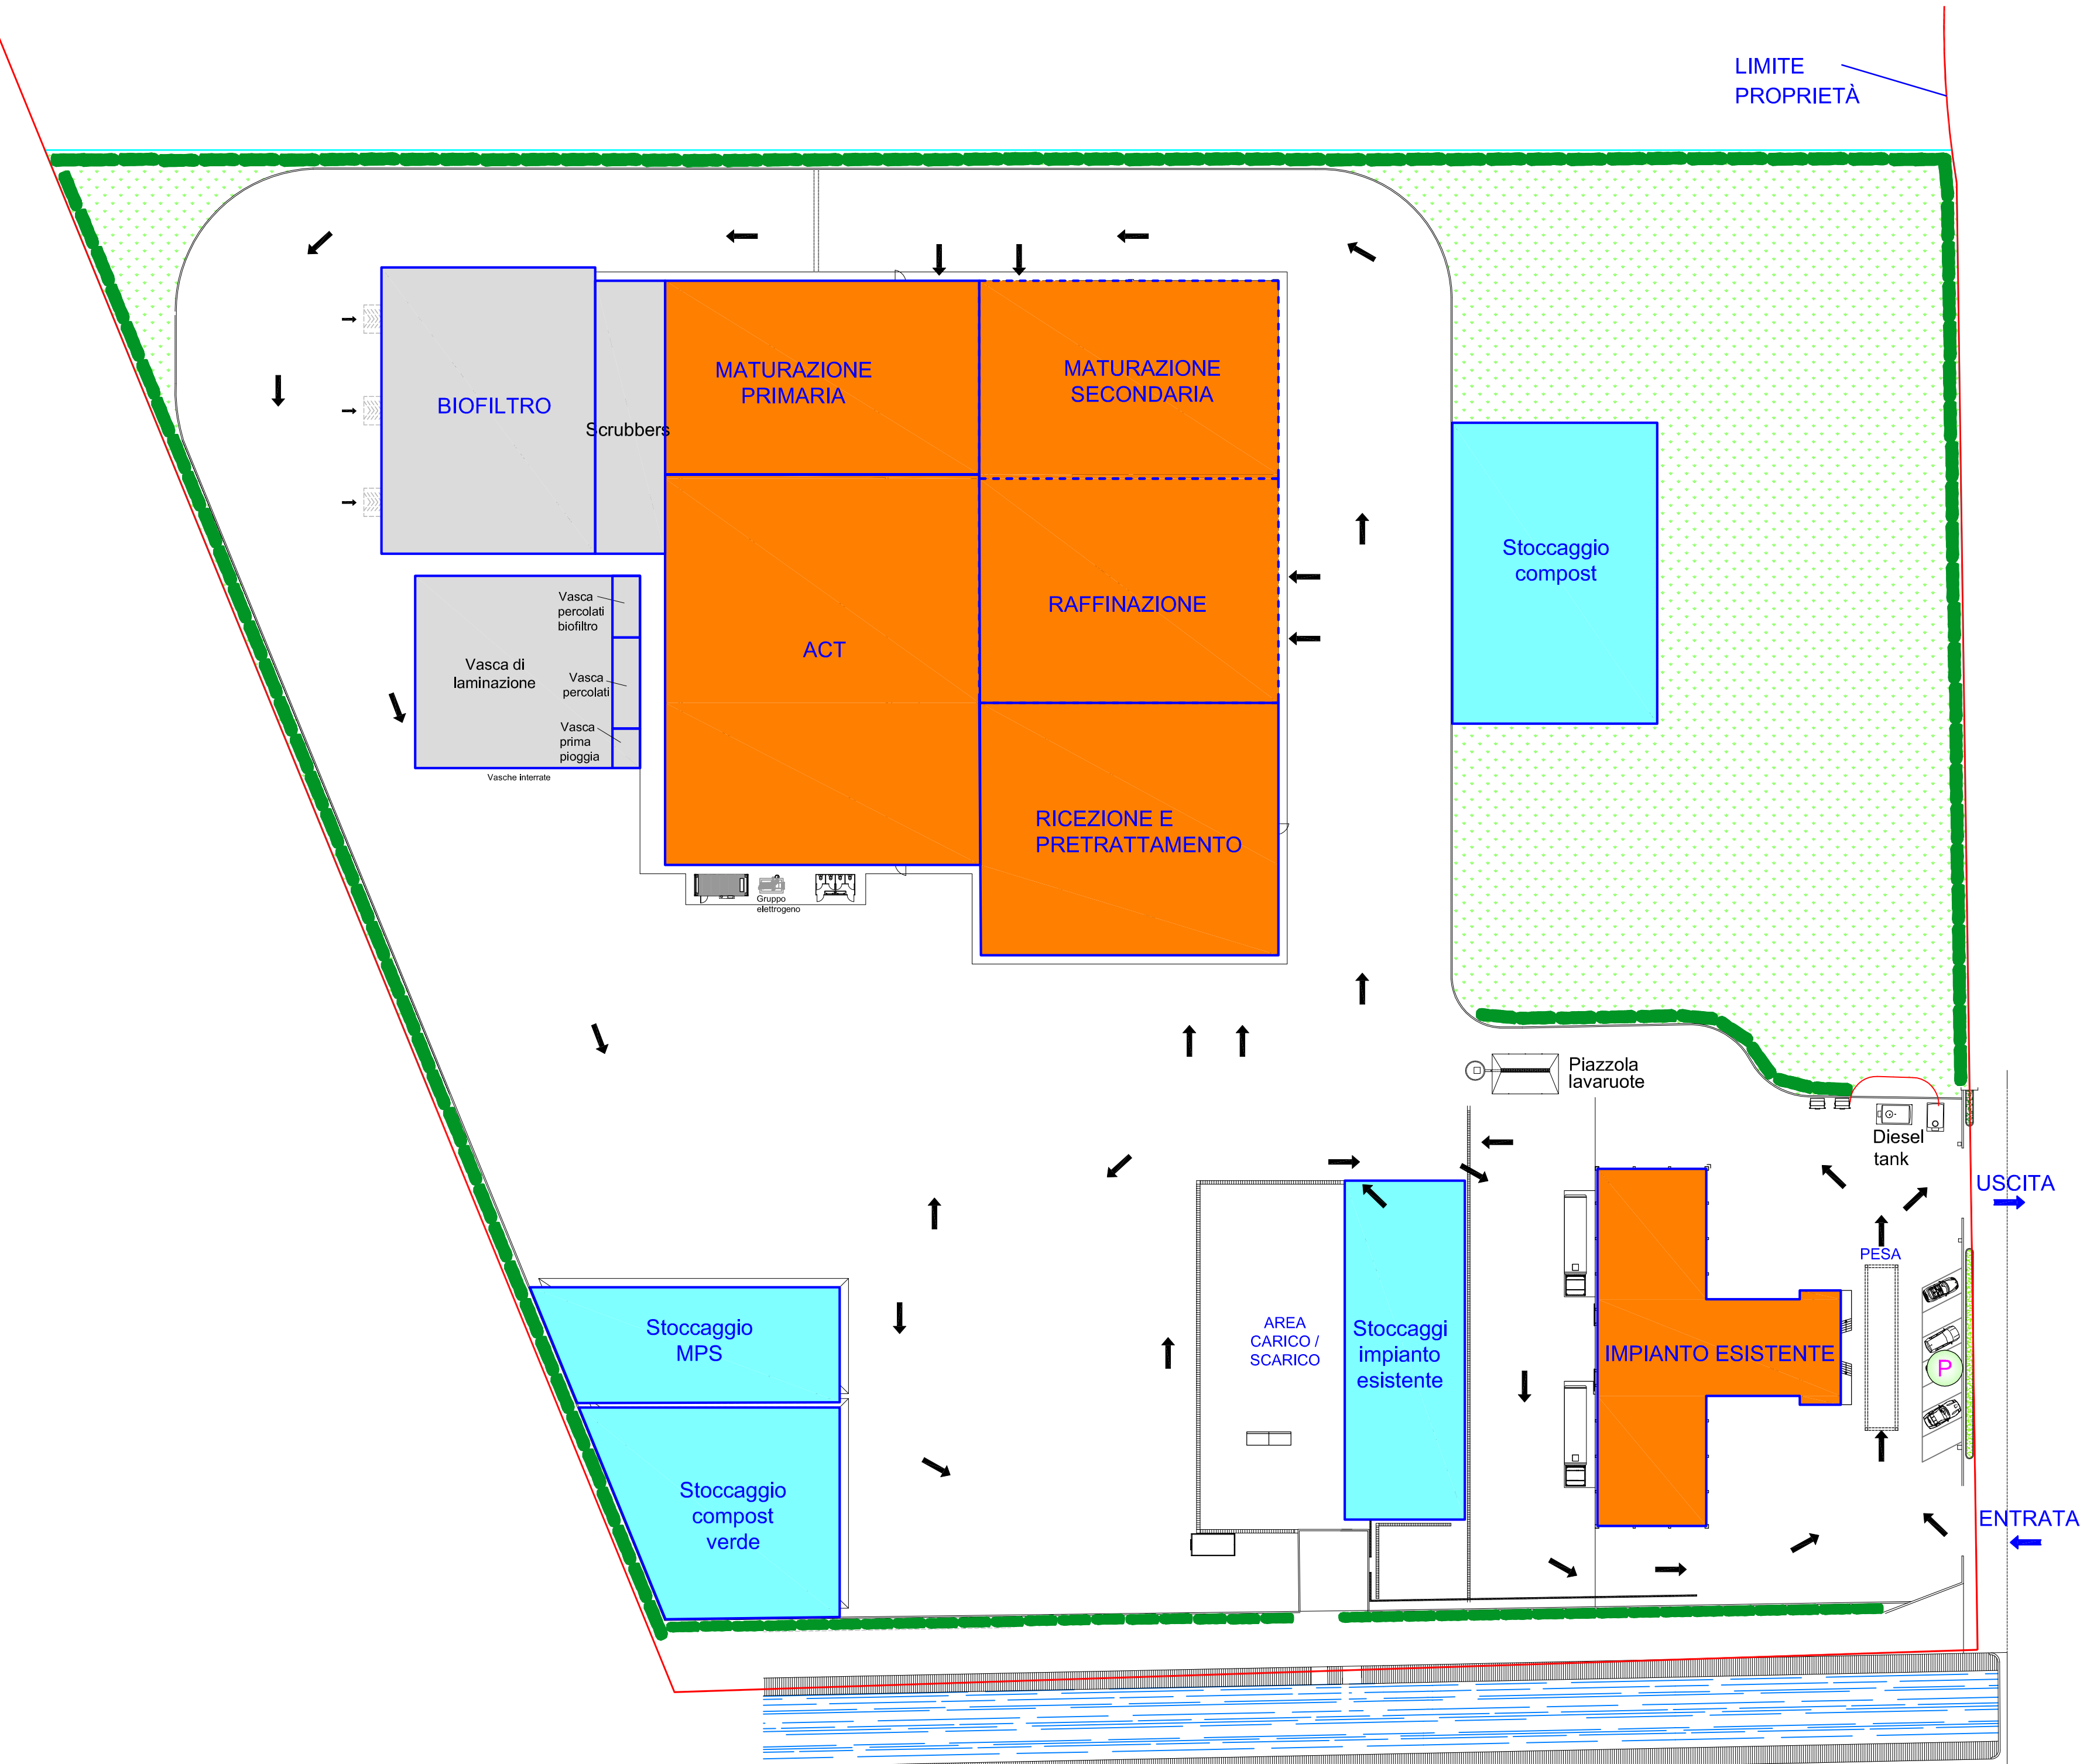 LIMITE
PROPRIETÀ
MATURAZIONE
PRIMARIA
MATURAZIONE
SECONDARIA
BIOFILTRO
Scrubbers
Stoccaggio
compost
Vasca
percolati
biofiltro
RAFFINAZIONE
ACT
Vasca di
laminazione
Vasca
percolati
Vasca
prima
pioggia
Vasche interrate
RICEZIONE E
PRETRATTAMENTO
Gruppo
elettrogeno
Piazzola
lavaruote
Diesel
tank
USCITA
PESA
Stoccaggio
MPS
AREA
CARICO /
SCARICO
Stoccaggi
impianto
esistente
IMPIANTO ESISTENTE
P
Stoccaggio
compost
verde
ENTRATA